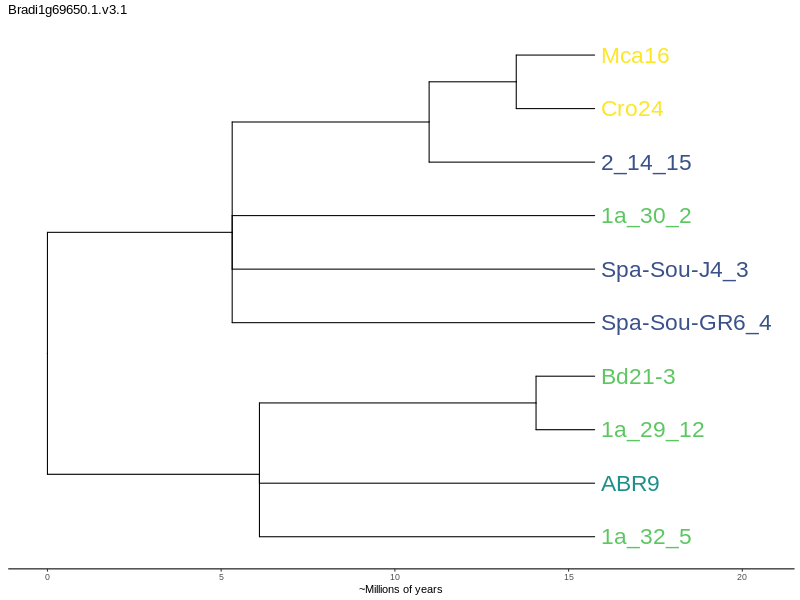 Bradi1g69650.1.v3.1
Mca16
Cro24
2_14_15
1a_30_2
Spa-Sou-J4_3
Spa-Sou-GR6_4
Bd21-3
1a_29_12
ABR9
1a_32_5
0 5 10 15 20
~Millions of years